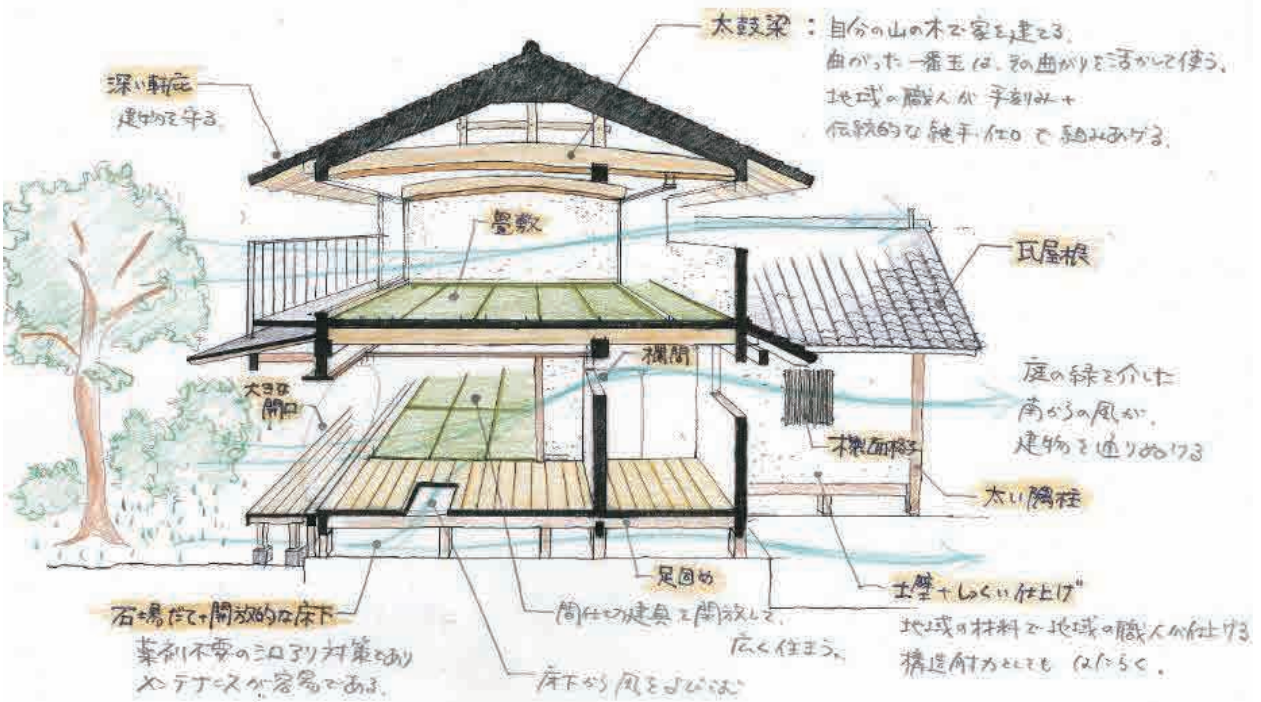 太鼓梁：自分の山の木で家を建てる。
曲がった一番玉は、その曲がりを活かして使う。
地域の職人が手刻み＋
伝統的な継手・仕口で組みあげる。
深い軒庇
建物を守る。
畳敷
瓦屋根
欄間
大きな
開口
庭の緑を介した
南からの風が、
建物を通りぬける
木製面格子
太い隅柱
足固め
土壁＋しっくい仕上げ
地域の材料で地域の職人が仕上げる
構造耐力としてもはたらく。
石場だて＋開放的な床下
薬剤不要のシロアリ対策であり
メンテナンスが容易である。
間仕切建具を開放して、
広く住まう。
床下から風をよびこむ